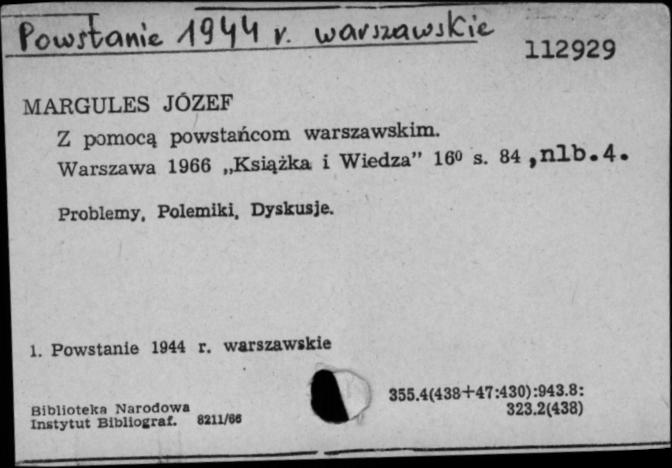 Powstanie 1944 r. warszawskie
112929
MARGULES JÓZEF
Z pomocą powstańcom warszawskim.
Warszawa 1966 „Książka i Wiedza” 16⁰ s. 84 ,nlb.4.
Problemy, Polemiki, Dyskusje.
1. Powstanie 1944 r. warszawskie
355.4(438+47:430):943.8:
323.2(438)
Biblioteka Narodowa
Instytut Bibliograf. 8211/66